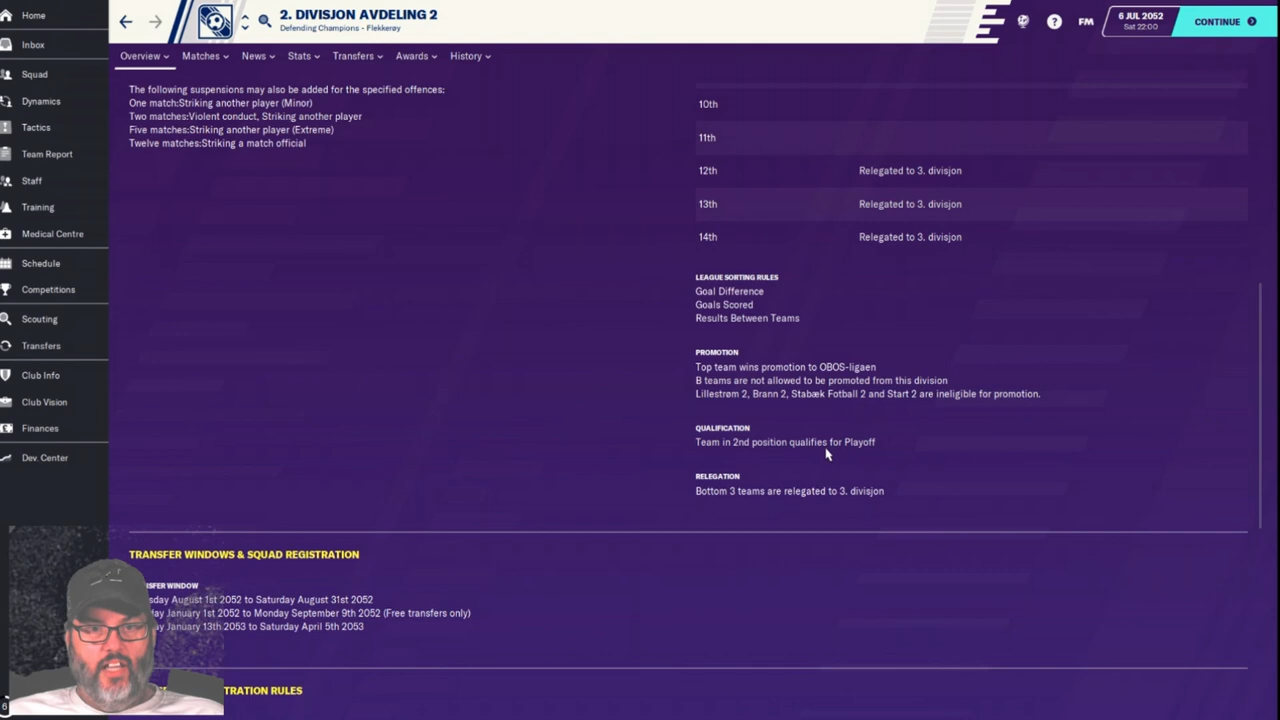 Home
Inbox
Squad
Dynamics
Tactics
Team Report
Staff
Training
Medical Centre
Schedule
Competitions
Scouting
Transfers
Club Info
Club Vision
Finances
Dev. Center
6
2. DIVISJON AVDELING 2
Defending Champions - Flekkerøy
?
FM
6 JUL 2052
Sat 22:00
CONTINUE
Overview
Matches
News
Stats
Transfers
Awards
History
The following suspensions may also be added for the specified offences:
One match:Striking another player (Minor)
Two matches:Violent conduct, Striking another player
Five matches:Striking another player (Extreme)
Twelve matches:Striking a match official
10th
11th
12th Relegated to 3. divisjon
13th Relegated to 3. divisjon
14th Relegated to 3. divisjon
LEAGUE SORTING RULES
Goal Difference
Goals Scored
Results Between Teams
PROMOTION
Top team wins promotion to OBOS-ligaen
B teams are not allowed to be promoted from this division
Lillestrøm 2, Brann 2, Stabæk Fotball 2 and Start 2 are ineligible for promotion.
QUALIFICATION
Team in 2nd position qualifies for Playoff
RELEGATION
Bottom 3 teams are relegated to 3. divisjon
TRANSFER WINDOWS & SQUAD REGISTRATION
WINDOW
August 1st 2052 to Saturday August 31st 2052
January 1st 2052 to Monday September 9th 2052 (Free transfers only)
January 13th 2053 to Saturday April 5th 2053
RULES